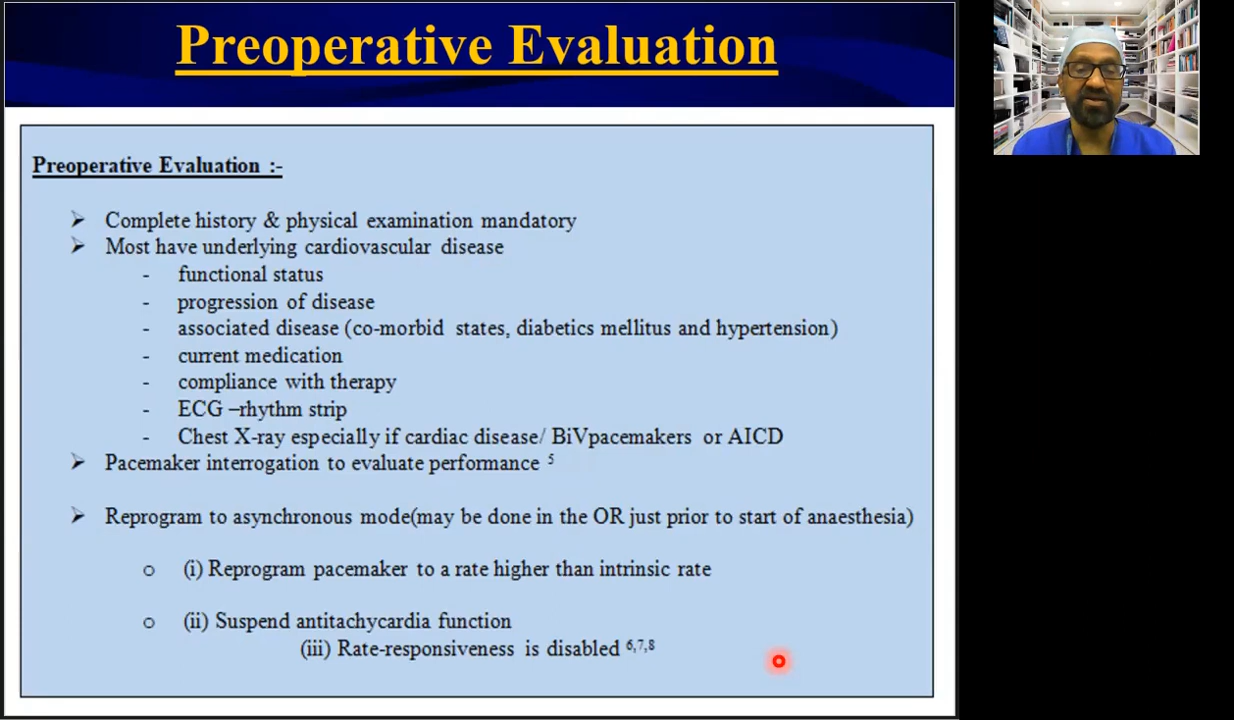 Preoperative Evaluation
Preoperative Evaluation :-
➢ Complete history & physical examination mandatory
➢ Most have underlying cardiovascular disease
- functional status
- progression of disease
- associated disease (co-morbid states, diabetics mellitus and hypertension)
- current medication
- compliance with therapy
- ECG –rhythm strip
- Chest X-ray especially if cardiac disease/ BiVpacemakers or AICD
➢ Pacemaker interrogation to evaluate performance 5
➢ Reprogram to asynchronous mode(may be done in the OR just prior to start of anaesthesia)
o (i) Reprogram pacemaker to a rate higher than intrinsic rate
o (ii) Suspend antitachycardia function
(iii) Rate-responsiveness is disabled 6,7,8